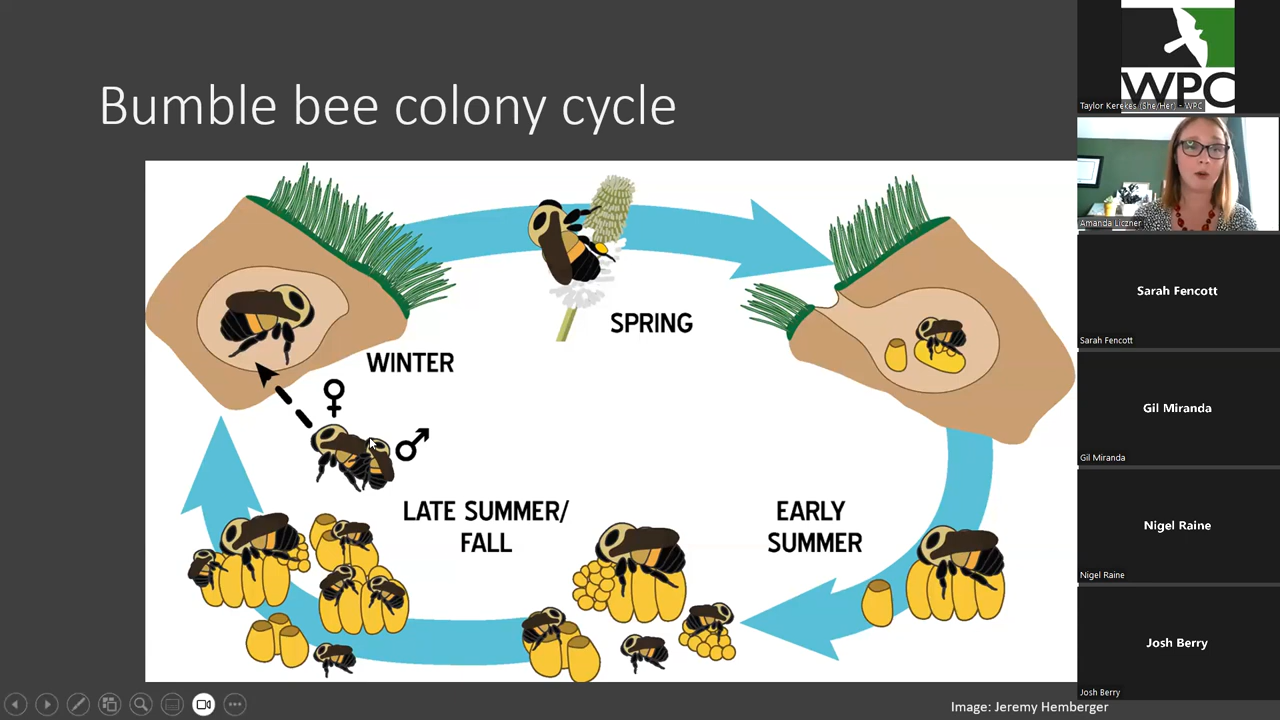 Bumble bee colony cycle
SPRING
WINTER
LATE SUMMER/
FALL
EARLY
SUMMER
Image: Jeremy Hemberger
WPC
Taylor Kerekes (She/Her) - WPC
Amanda Liczner
Sarah Fencott
Sarah Fencott
Gil Miranda
Gil Miranda
Nigel Raine
Nigel Raine
Josh Berry
Josh Berry